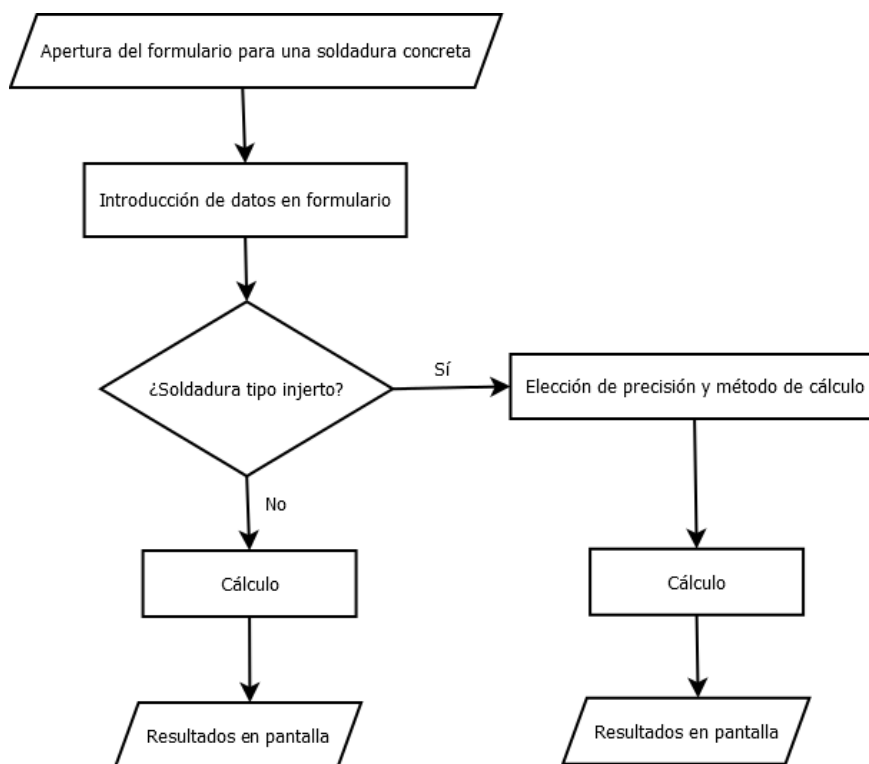 Apertura del formulario para una soldadura concreta
Introducción de datos en formulario
¿Soldadura tipo injerto?
Sí
Elección de precisión y método de cálculo
No
Cálculo
Cálculo
Resultados en pantalla
Resultados en pantalla